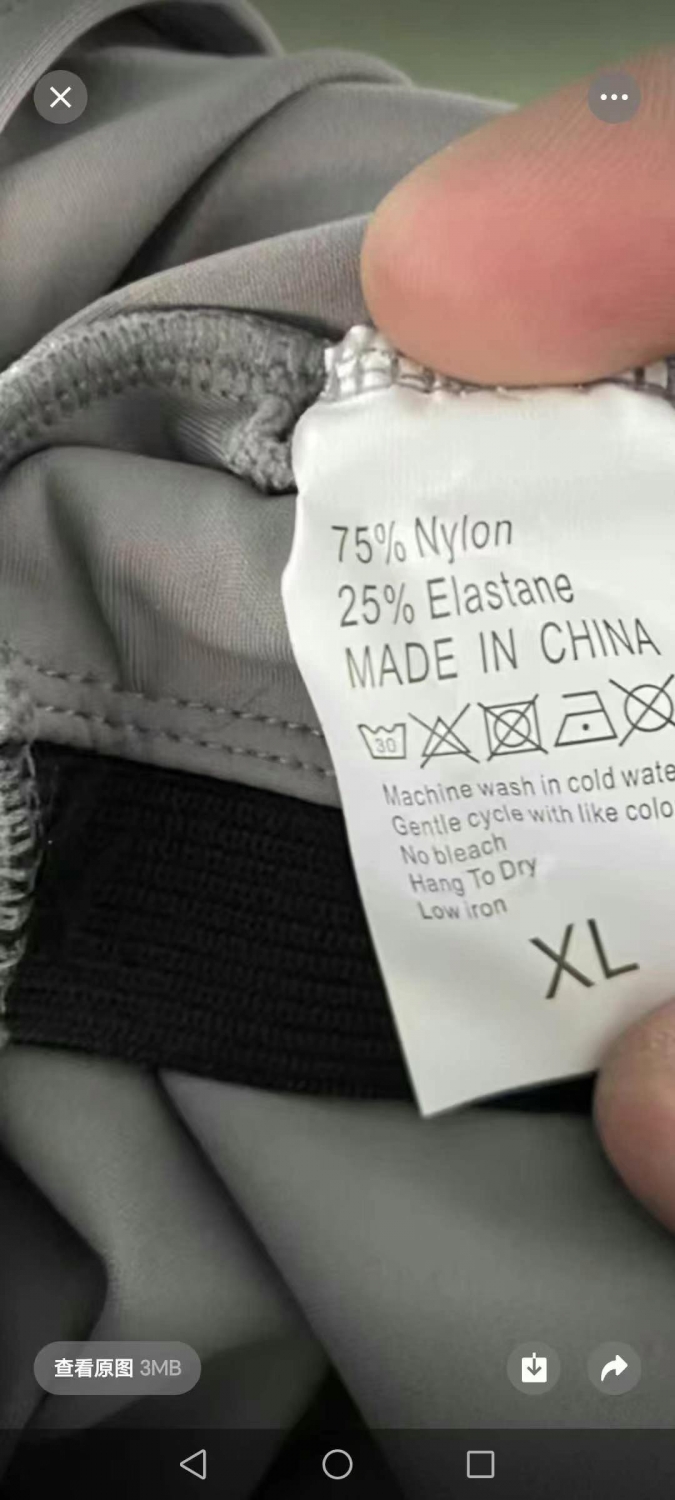 75% Nylon
25% Elastane
MADE IN CHINA
30
Machine wash in cold wate
Gentle cycle with like colo
No bleach
Hang To Dry
Low iron
XL
查看原图 3MB